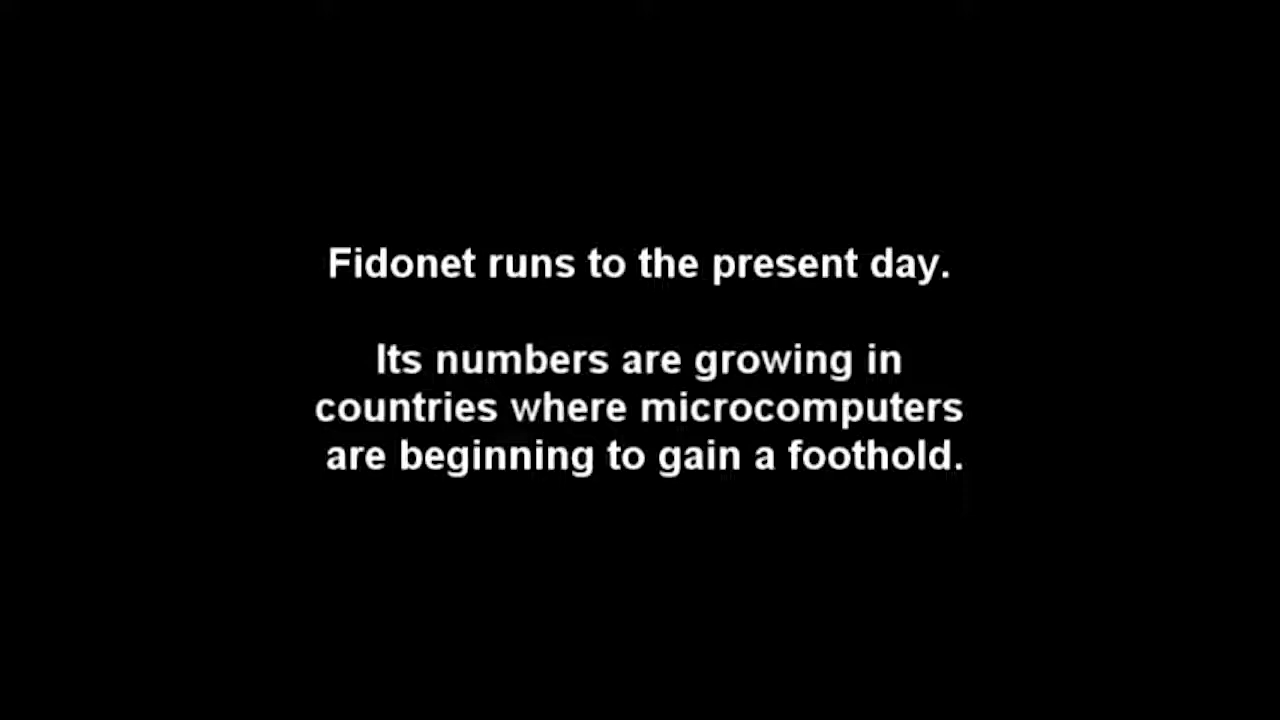 Fidonet runs to the present day.
Its numbers are growing in
countries where microcomputers
are beginning to gain a foothold.